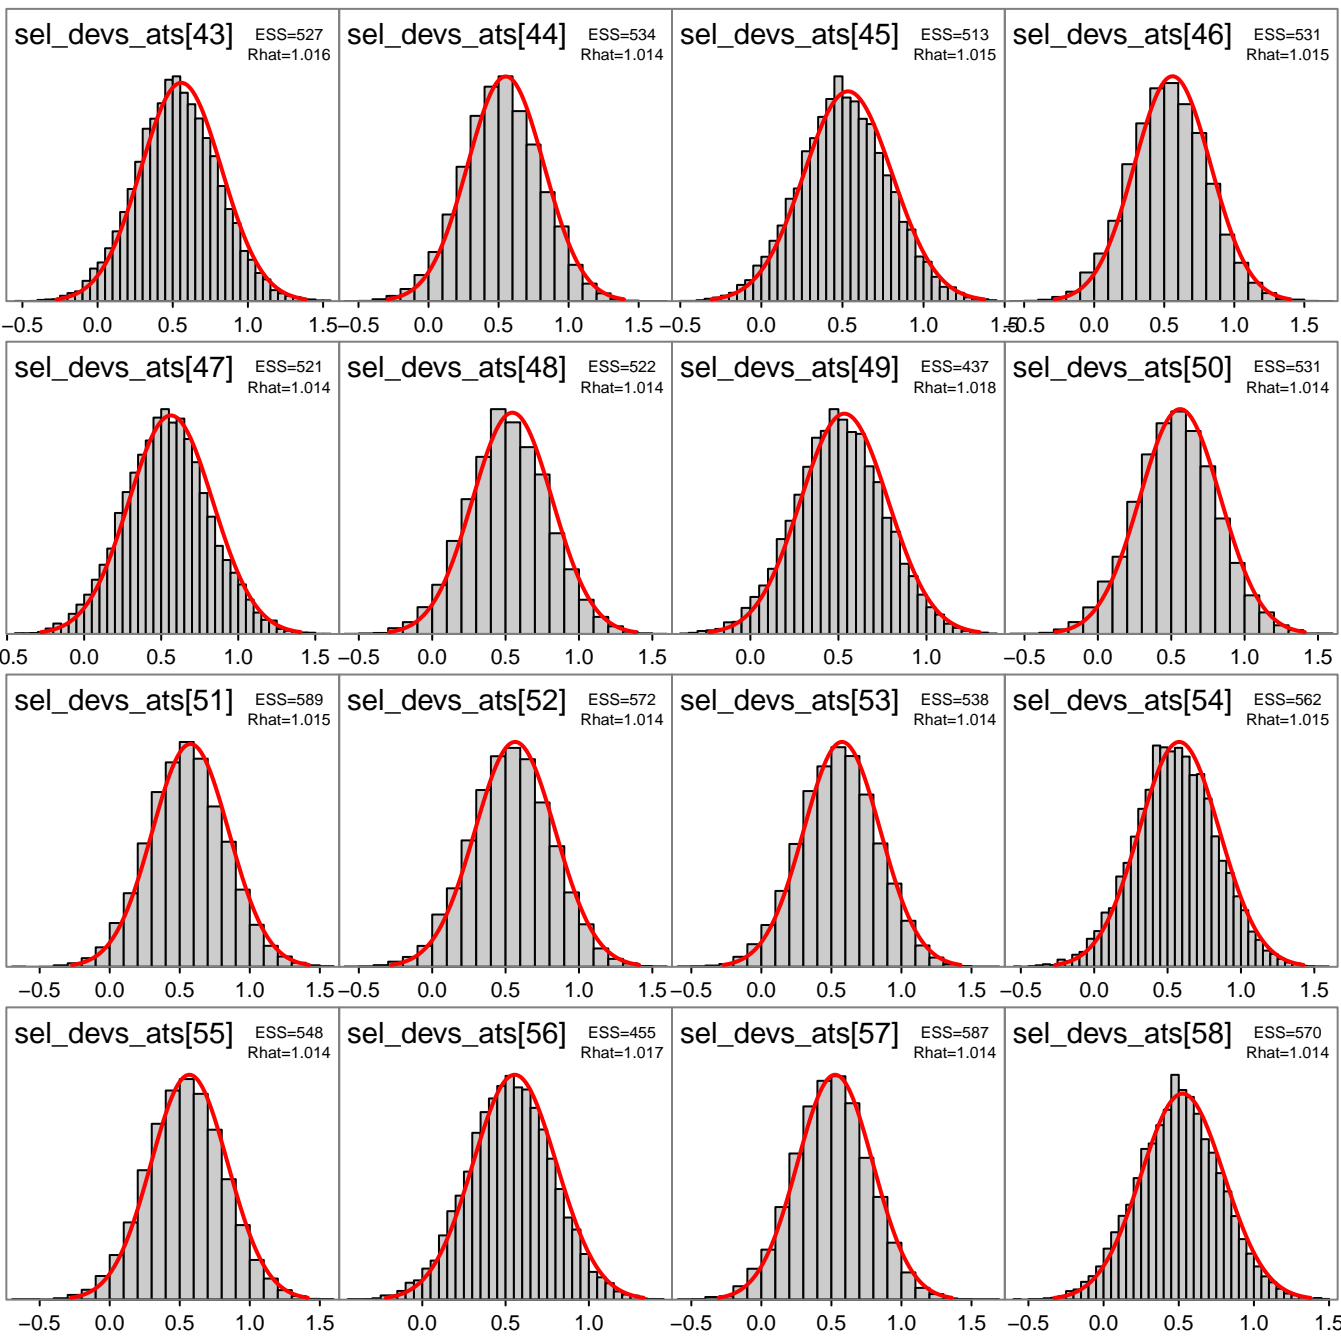 sel_devs_ats[43] ESS=527
Rhat=1.016
sel_devs_ats[44] ESS=534
Rhat=1.014
sel_devs_ats[45] ESS=513
Rhat=1.015
sel_devs_ats[46] ESS=531
Rhat=1.015
−0.5 0.0 0.5 1.0 1.5
−0.5 0.0 0.5 1.0
−0.5 0.0 0.5 1.0 1.5
−0.5 0.0 0.5 1.0 1.5
sel_devs_ats[47] ESS=521
Rhat=1.014
sel_devs_ats[48] ESS=522
Rhat=1.014
sel_devs_ats[49] ESS=437
Rhat=1.018
sel_devs_ats[50] ESS=531
Rhat=1.014
0.5 0.0 0.5 1.0 1.5
−0.5 0.0 0.5 1.0 1.5
0.0 0.5 1.0
−0.5 0.0 0.5 1.0 1.5
sel_devs_ats[51] ESS=589
Rhat=1.015
sel_devs_ats[52] ESS=572
Rhat=1.014
sel_devs_ats[53] ESS=538
Rhat=1.014
sel_devs_ats[54] ESS=562
Rhat=1.015
−0.5 0.0 0.5 1.0 1.5
−0.5 0.0 0.5 1.0 1.5
−0.5 0.0 0.5 1.0 1.5
−0.5 0.0 0.5 1.0 1.5
sel_devs_ats[55] ESS=548
Rhat=1.014
sel_devs_ats[56] ESS=455
Rhat=1.017
sel_devs_ats[57] ESS=587
Rhat=1.014
sel_devs_ats[58] ESS=570
Rhat=1.014
−0.5 0.0 0.5 1.0 1.5
0.0 0.5 1.0
−0.5 0.0 0.5 1.0 1.5
−0.5 0.0 0.5 1.0 1.5